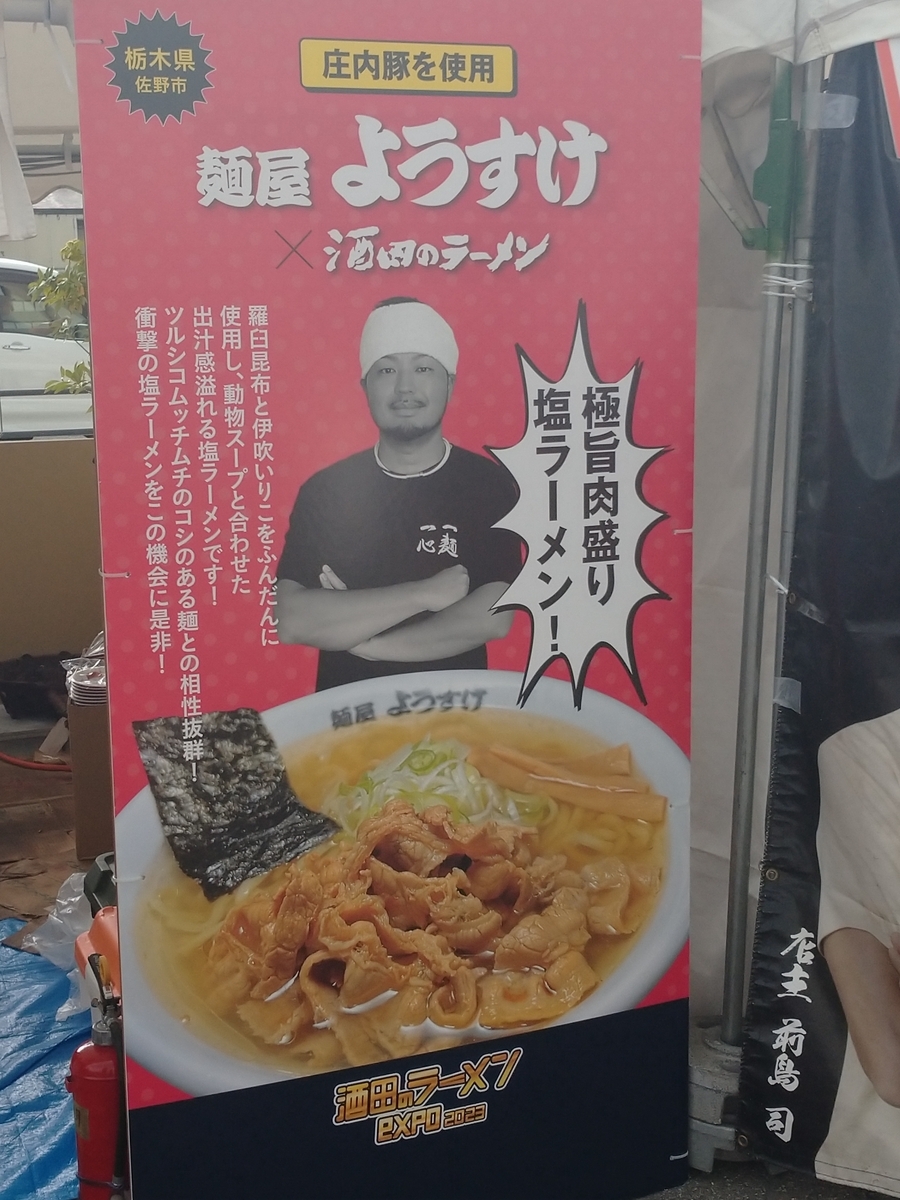 栃木県
佐野市
庄内豚を使用
麺屋 ようすけ
×酒田のラーメン
極旨肉盛り
塩ラーメン!
羅臼昆布と伊吹いりこをふんだんに
使用し、動物スープと合わせた
出汁感溢れる塩ラーメンです!
ツルシコムッチムチのコシのある麺との相性抜群!
衝撃の塩ラーメンをこの機会に是非!
一麺
一心
麺屋 ようすけ
酒田のラーメン
EXPO 2023
店主 前島 司